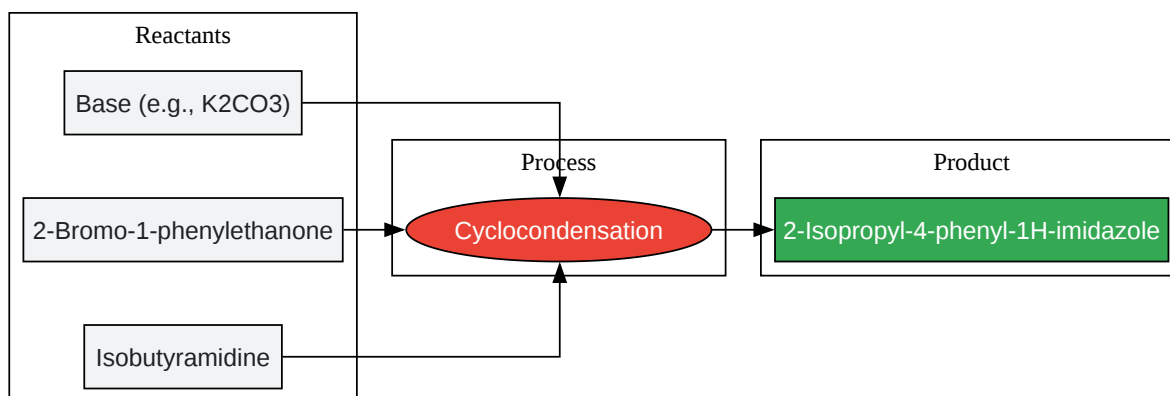 Reactants
Base (e.g., K2CO3)
2-Bromo-1-phenylethanone
Isobutyramidine
Process
Cyclocondensation
Product
2-Isopropyl-4-phenyl-1H-imidazole